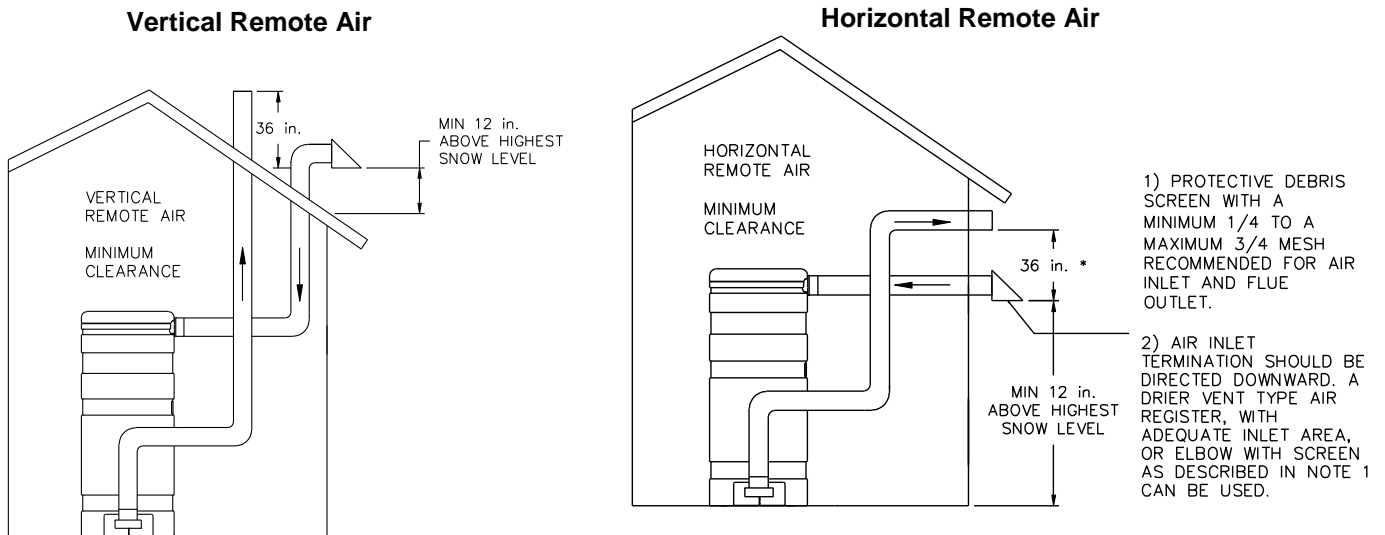 Vertical Remote Air
36 in.
MIN 12 in.
ABOVE HIGHEST
SNOW LEVEL
VERTICAL
REMOTE AIR
MINIMUM
CLEARANCE
Horizontal Remote Air
HORIZONTAL
REMOTE AIR
MINIMUM
CLEARANCE
36 in. *
MIN 12 in.
ABOVE HIGHEST
SNOW LEVEL
1) PROTECTIVE DEBRIS
SCREEN WITH A
MINIMUM 1/4 TO A
MAXIMUM 3/4 MESH
RECOMMENDED FOR AIR
INLET AND FLUE
OUTLET.
2) AIR INLET
TERMINATION SHOULD BE
DIRECTED DOWNWARD. A
DRIER VENT TYPE AIR
REGISTER, WITH
ADEQUATE INLET AREA,
OR ELBOW WITH SCREEN
AS DESCRIBED IN NOTE 1
CAN BE USED.